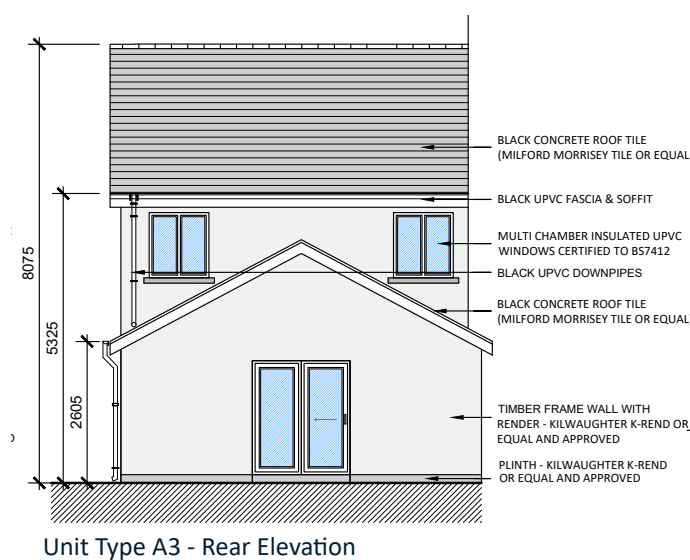 BLACK CONCRETE ROOF TILE
(MILFORD MORRISEY TILE OR EQUAL
BLACK UPVC FASCIA & SOFFIT
MULTI CHAMBER INSULATED UPVC
WINDOWS CERTIFIED TO BS7412
BLACK UPVC DOWNPIPES
BLACK CONCRETE ROOF TILE
(MILFORD MORRISEY TILE OR EQUAL
TIMBER FRAME WALL WITH
RENDER - KILWAUGHTER K-REND OR
EQUAL AND APPROVED
PLINTH - KILWAUGHTER K-REND
OR EQUAL AND APPROVED
8075
5325
2605
Unit Type A3 - Rear Elevation